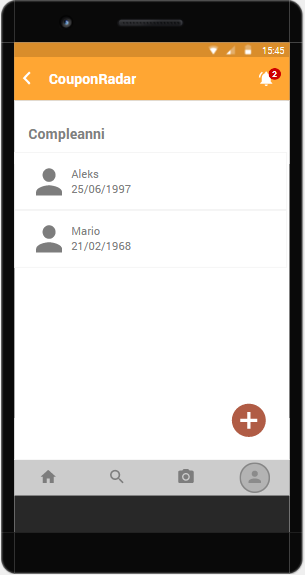 15:45
CouponRadar
2
Compleanni
Aleks
25/06/1997
Mario
21/02/1968